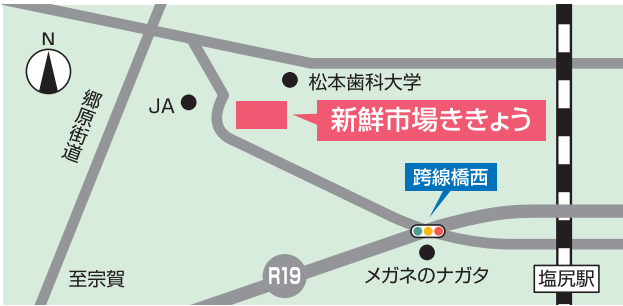 N
郷原街道
JA
松本歯科大学
新鮮市場ききょう
跨線橋西
至宗賀
R19
メガネのナガタ
塩尻駅